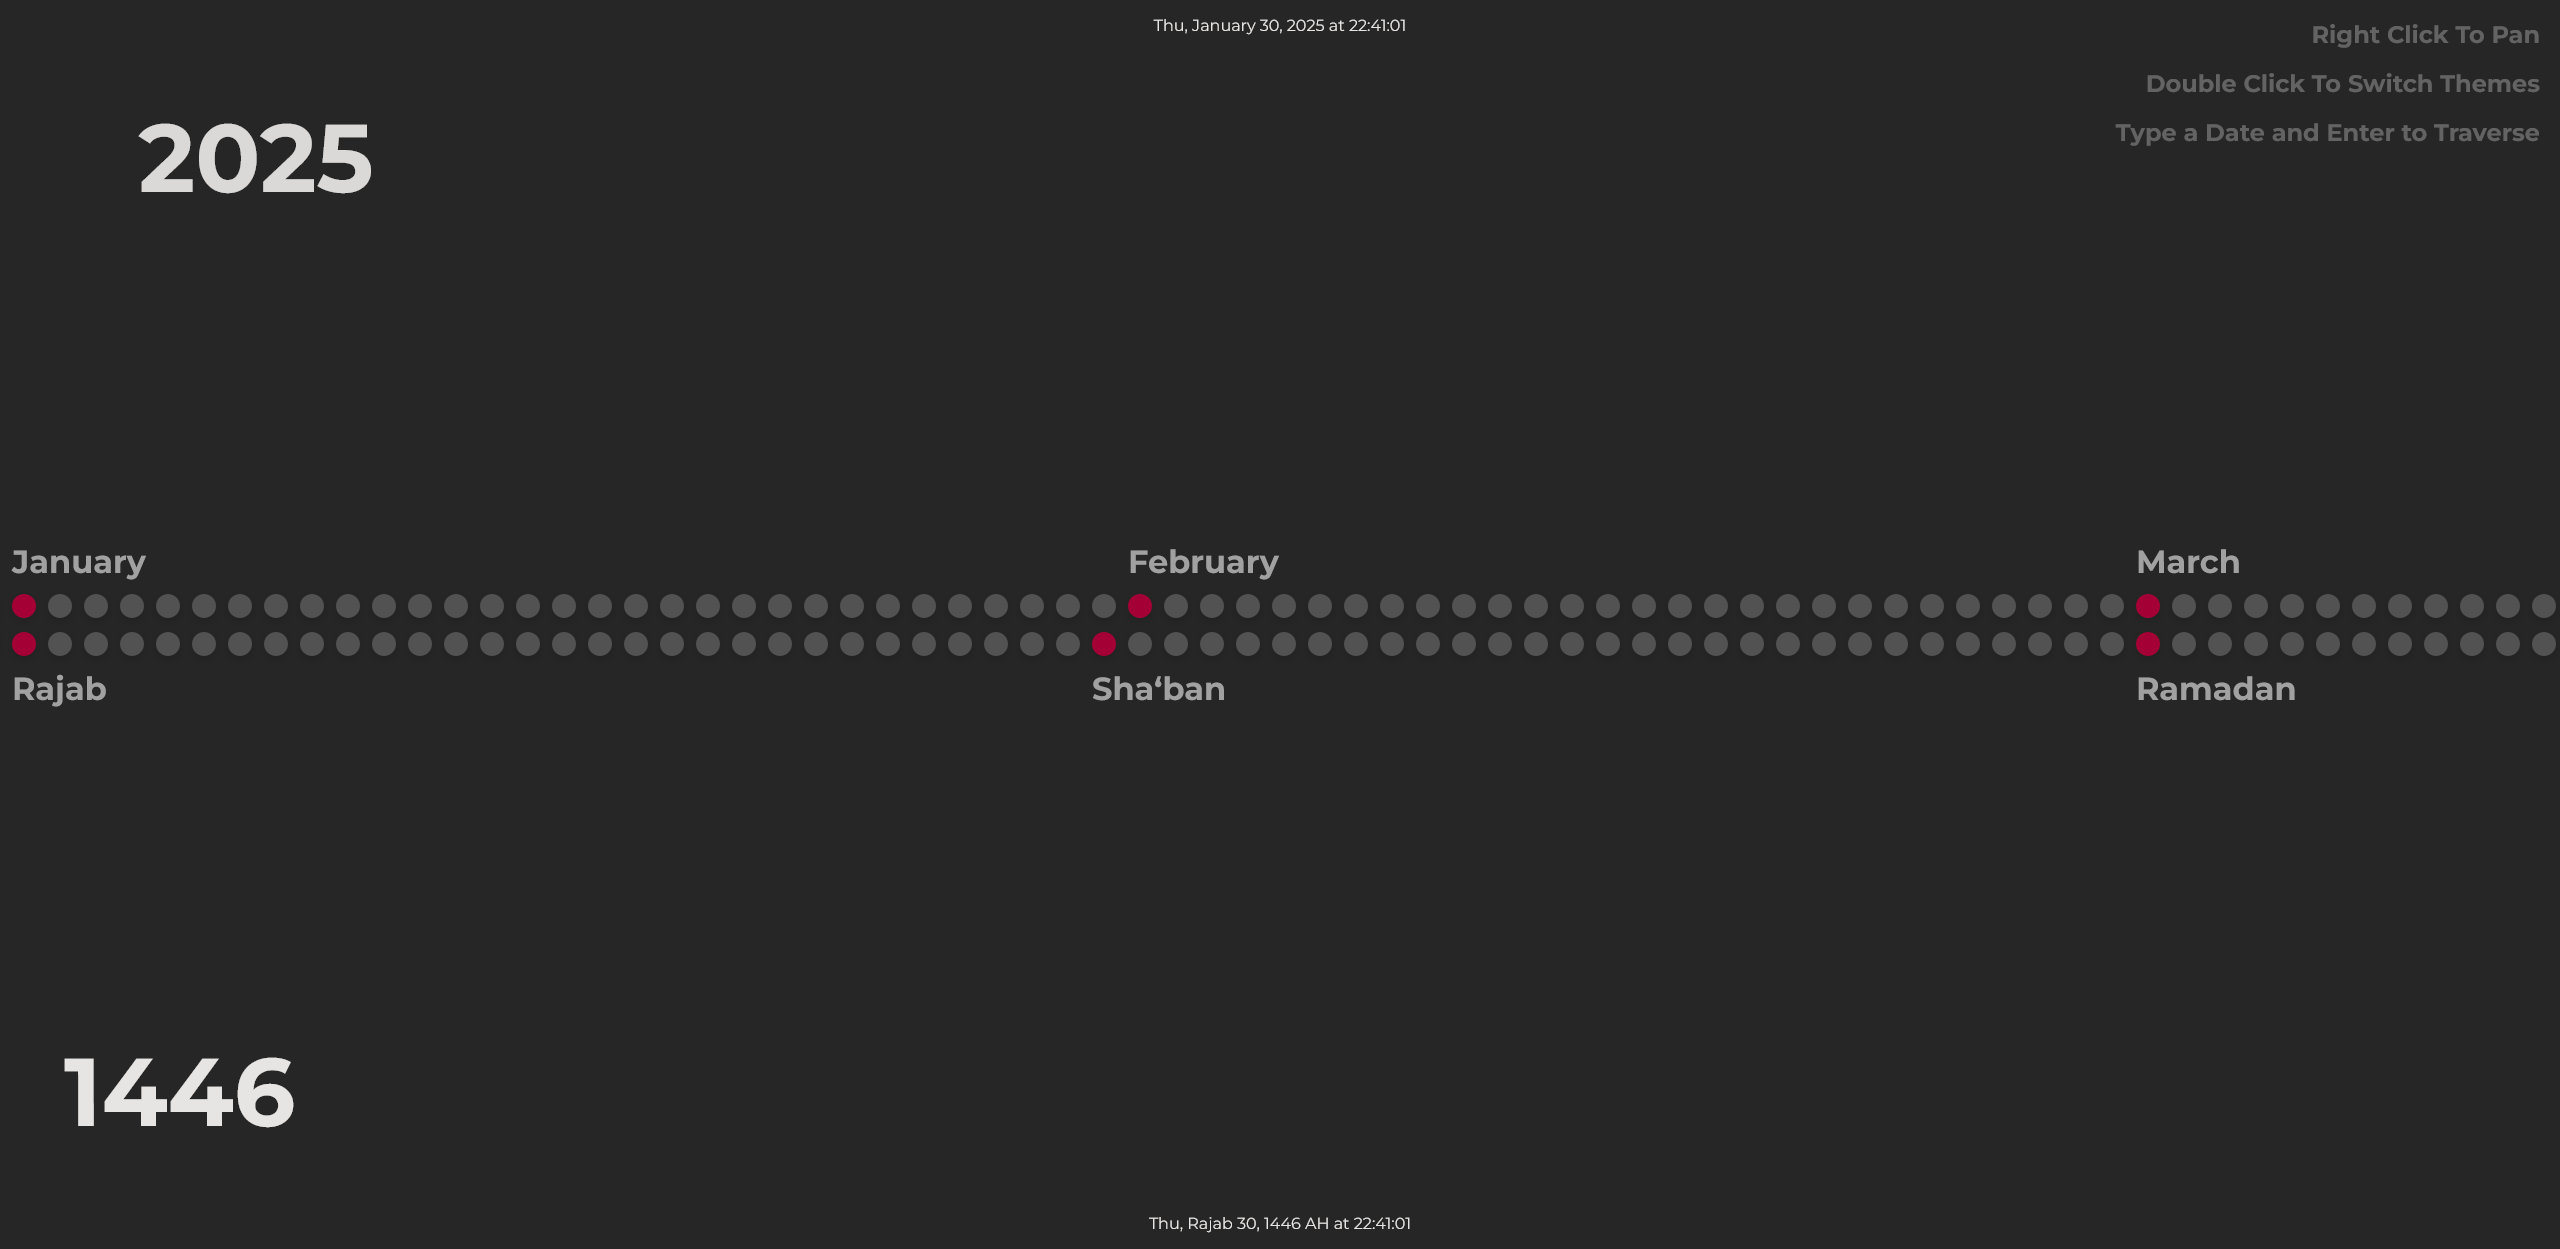 Thu, January 30, 2025 at 22:41:01
Right Click To Pan
Double Click To Switch Themes
Type a Date and Enter to Traverse
2025
January
February
March
Rajab
Sha‘ban
Ramadan
1446
Thu, Rajab 30, 1446 AH at 22:41:01